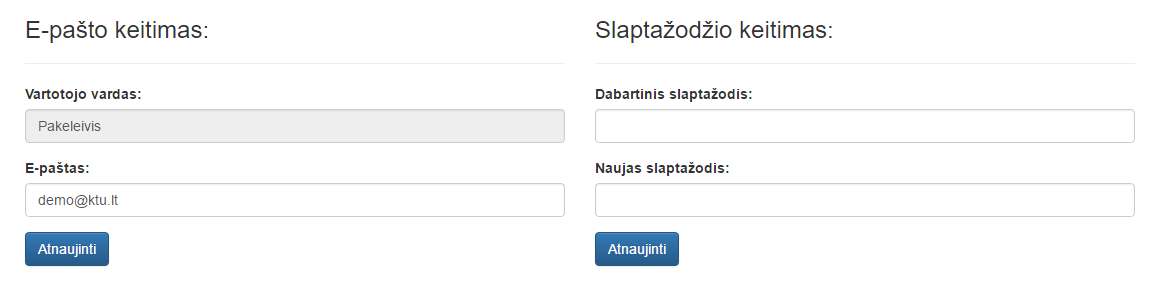 E-pašto keitimas:
Vartotojo vardas:
Pakeleivis
E-paštas:
demo@ktu.lt
Atnaujinti
Slaptažodžio keitimas:
Dabartinis slaptažodis:
Naujas slaptažodis:
Atnaujinti